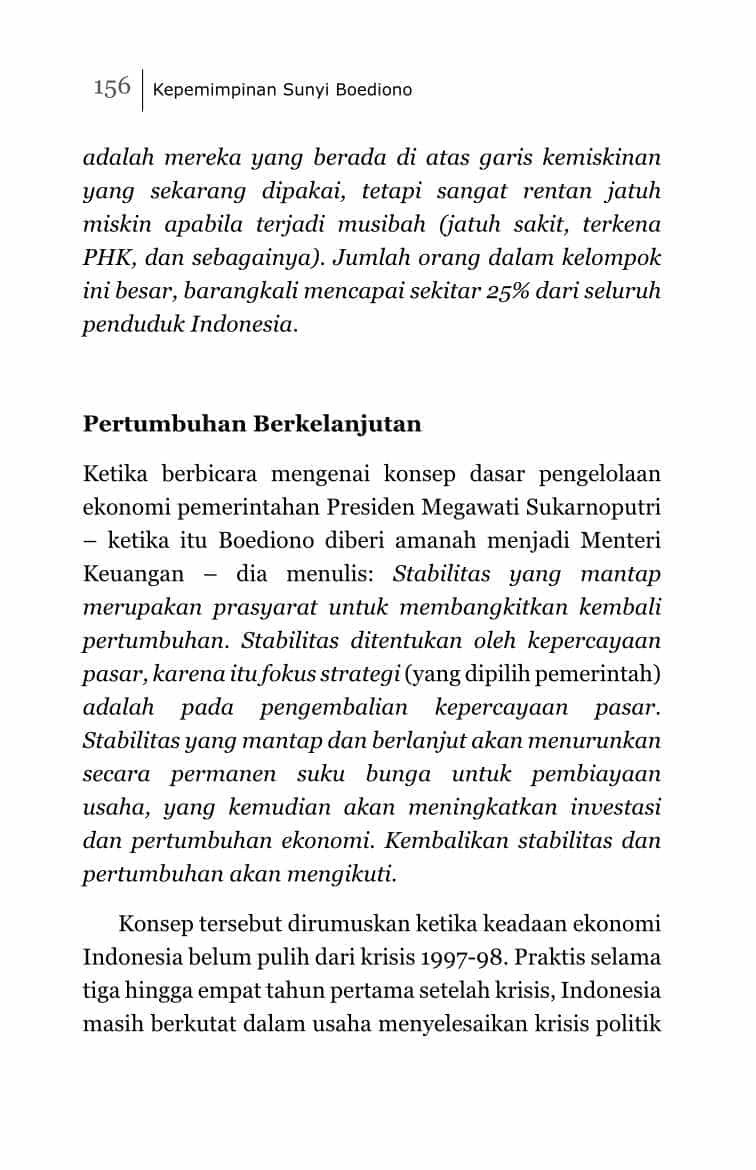 156 Kepemimpinan Sunyi Boediono
adalah mereka yang berada di atas garis kemiskinan
yang sekarang dipakai, tetapi sangat rentan jatuh
miskin apabila terjadi musibah (jatuh sakit, terkena
PHK, dan sebagainya). Jumlah orang dalam kelompok
ini besar, barangkali mencapai sekitar 25% dari seluruh
penduduk Indonesia.
Pertumbuhan Berkelanjutan
Ketika berbicara mengenai konsep dasar pengelolaan
ekonomi pemerintahan Presiden Megawati Sukarnoputri
– ketika itu Boediono diberi amanah menjadi Menteri
Keuangan – dia menulis: Stabilitas yang mantap
merupakan prasyarat untuk membangkitkan kembali
pertumbuhan. Stabilitas ditentukan oleh kepercayaan
pasar, karena itu fokus strategi (yang dipilih pemerintah)
adalah pada pengembalian kepercayaan pasar.
Stabilitas yang mantap dan berlanjut akan menurunkan
secara permanen suku bunga untuk pembiayaan
usaha, yang kemudian akan meningkatkan investasi
dan pertumbuhan ekonomi. Kembalikan stabilitas dan
pertumbuhan akan mengikuti.
Konsep tersebut dirumuskan ketika keadaan ekonomi
Indonesia belum pulih dari krisis 1997-98. Praktis selama
tiga hingga empat tahun pertama setelah krisis, Indonesia
masih berkutat dalam usaha menyelesaikan krisis politik